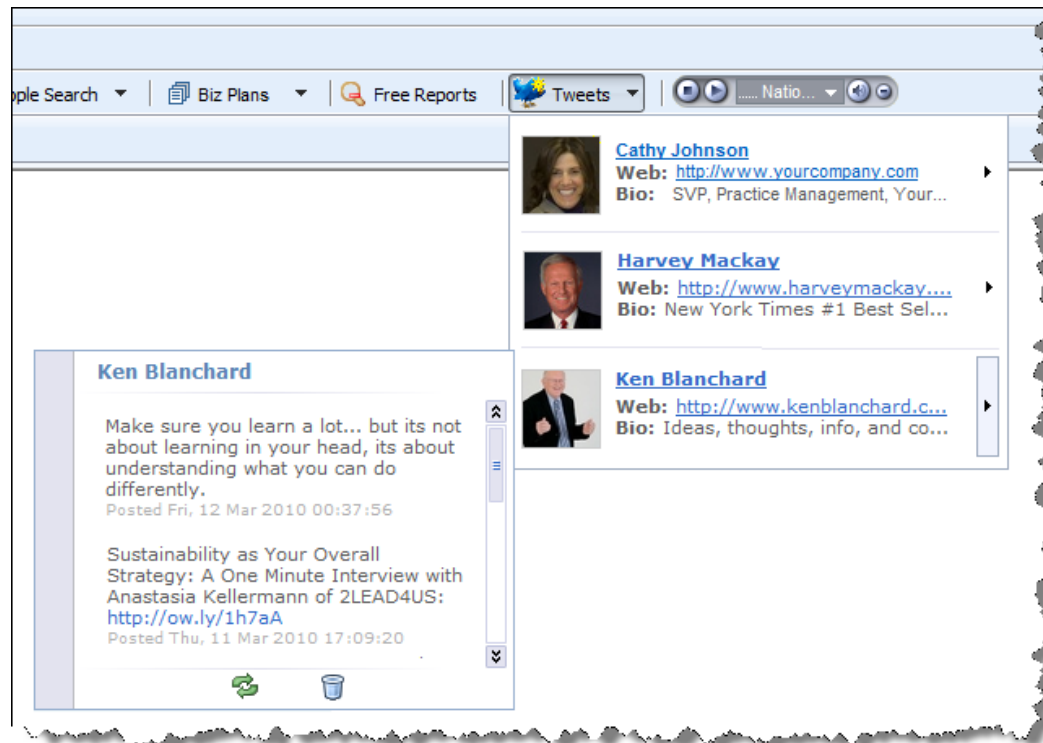 ople Search
Biz Plans
Free Reports
Tweets
...... Natio...
Cathy Johnson
Web: http://www.yourcompany.com
Bio: SVP, Practice Management, Your...
Harvey Mackay
Web: http://www.harveymackay....
Bio: New York Times #1 Best Sel...
Ken Blanchard
Web: http://www.kenblanchard.c...
Bio: Ideas, thoughts, info, and co...
Ken Blanchard
Make sure you learn a lot... but its not
about learning in your head, its about
understanding what you can do
differently.
Posted Fri, 12 Mar 2010 00:37:56
Sustainability as Your Overall
Strategy: A One Minute Interview with
Anastasia Kellermann of 2LEAD4US:
http://ow.ly/1h7aA
Posted Thu, 11 Mar 2010 17:09:20